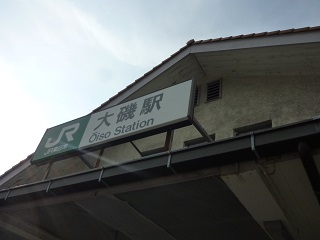 JR
大磯駅
Ōiso Station